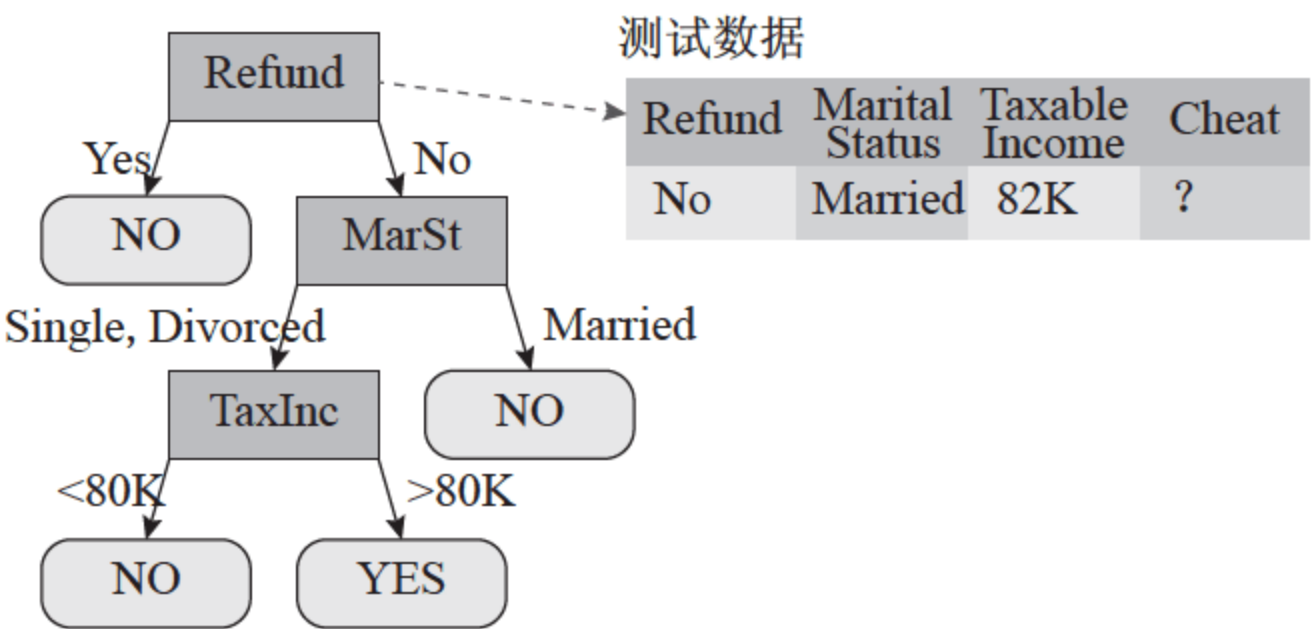 测试数据
Refund
Refund Marital Status Taxable Income Cheat
No Married 82K ?
Yes No
NO MarSt
Single, Divorced Married
TaxInc NO
<80K >80K
NO YES